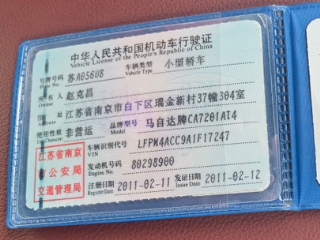 中华人民共和国机动车行驶证
Vehicle License of the People's Republic of China
号牌号码 苏A056U8 车辆类型 小型轿车
Plate No. Vehicle Type
所有人 赵克昌
Owner
住址 江苏省南京市白下区瑞金新村37幢304室
Address
使用性质 非营运 品牌型号 马自达牌CA7201AT4
Model
江苏省南京
市公安局
交通管理局
车辆识别代号 LFPM4ACC9A1F17247
VIN
发动机号码 80298900
Engine No.
注册日期 2011-02-11 发证日期 2011-02-12
Register Date Issue Date